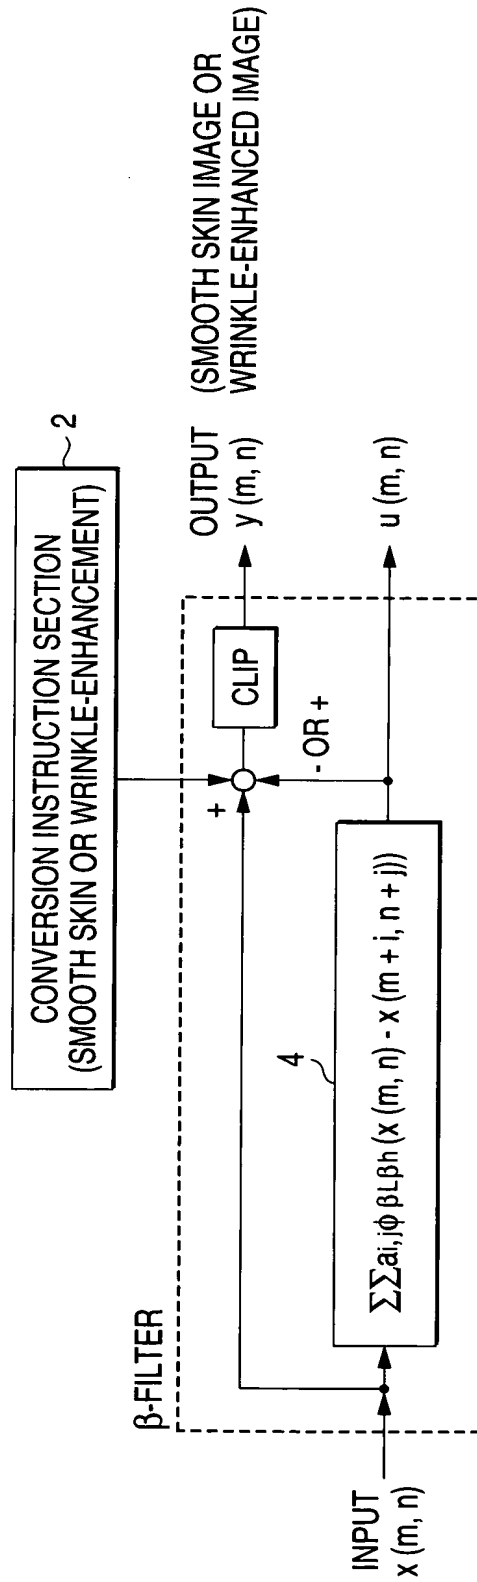 CONVERSION INSTRUCTION SECTION
(SMOOTH SKIN OR WRINKLE-ENHANCEMENT)
2
β-FILTER
INPUT
x (m, n)
4
ΣΣai, jϕ βLβh (x (m, n) - x (m + i, n + j))
+
- OR +
CLIP
OUTPUT
y (m, n)
(SMOOTH SKIN IMAGE OR
WRINKLE-ENHANCED IMAGE)
u (m, n)